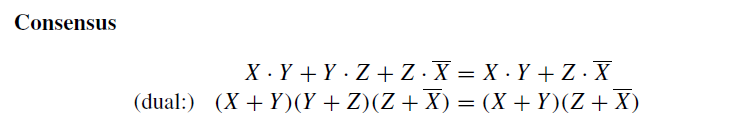 Consensus
X · Y + Y · Z + Z · X̅ = X · Y + Z · X̅
(dual:) (X + Y)(Y + Z)(Z + X̅) = (X + Y)(Z + X̅)